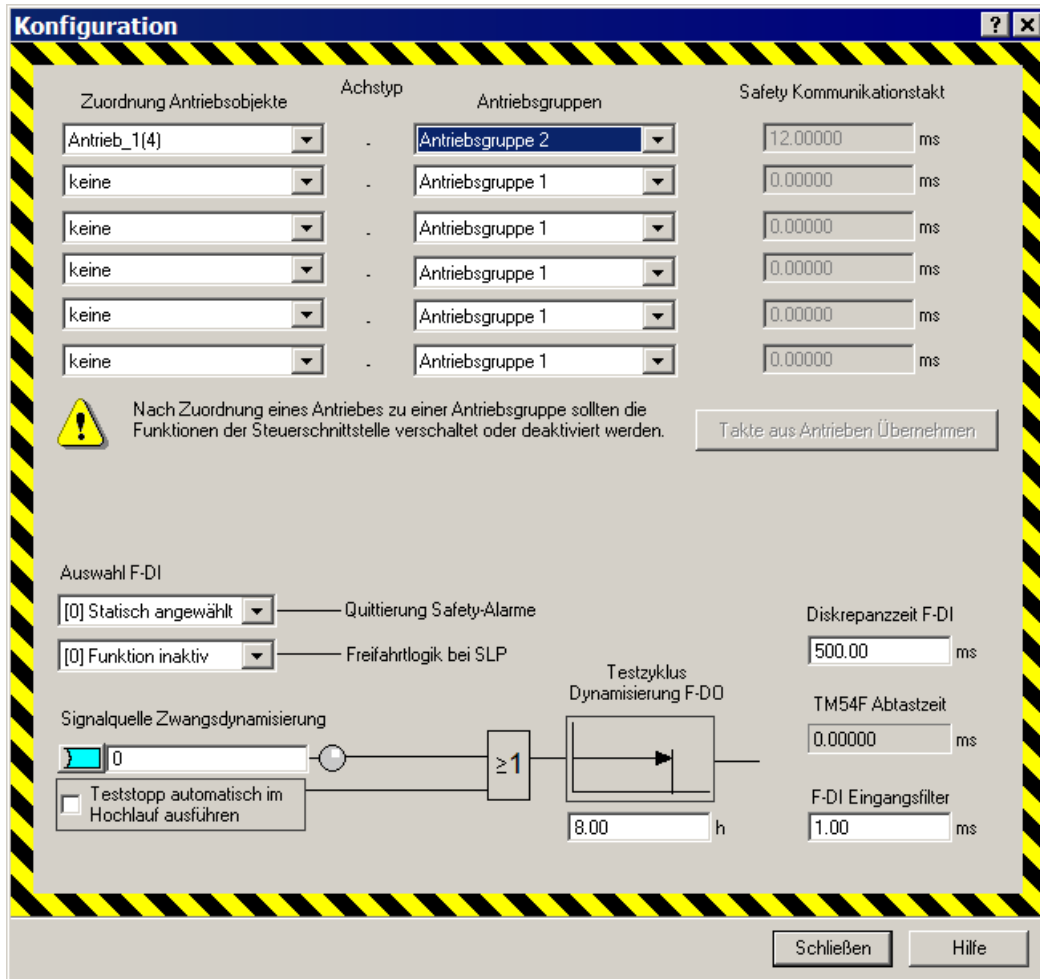 Konfiguration
Zuordnung Antriebsobjekte Achstyp Antriebsgruppen Safety Kommunikationstakt
Antrieb_1(4) - Antriebsgruppe 2 12.00000 ms
keine - Antriebsgruppe 1 0.00000 ms
keine - Antriebsgruppe 1 0.00000 ms
keine - Antriebsgruppe 1 0.00000 ms
keine - Antriebsgruppe 1 0.00000 ms
keine - Antriebsgruppe 1 0.00000 ms
Nach Zuordnung eines Antriebes zu einer Antriebsgruppe sollten die
Funktionen der Steuerschnittstelle verschaltet oder deaktiviert werden.
Takte aus Antrieben Übernehmen
Auswahl F-DI
[0] Statisch angewählt Quittierung Safety-Alarme
[0] Funktion inaktiv Freifahrtlogik bei SLP
Diskrepanzzeit F-DI
500.00 ms
Testzyklus
Dynamisierung F-DO
TM54F Abtastzeit
0.00000 ms
Signalquelle Zwangsdynamisierung
0
≥1
Teststopp automatisch im
Hochlauf ausführen
8.00 h
F-DI Eingangsfilter
1.00 ms
Schließen Hilfe